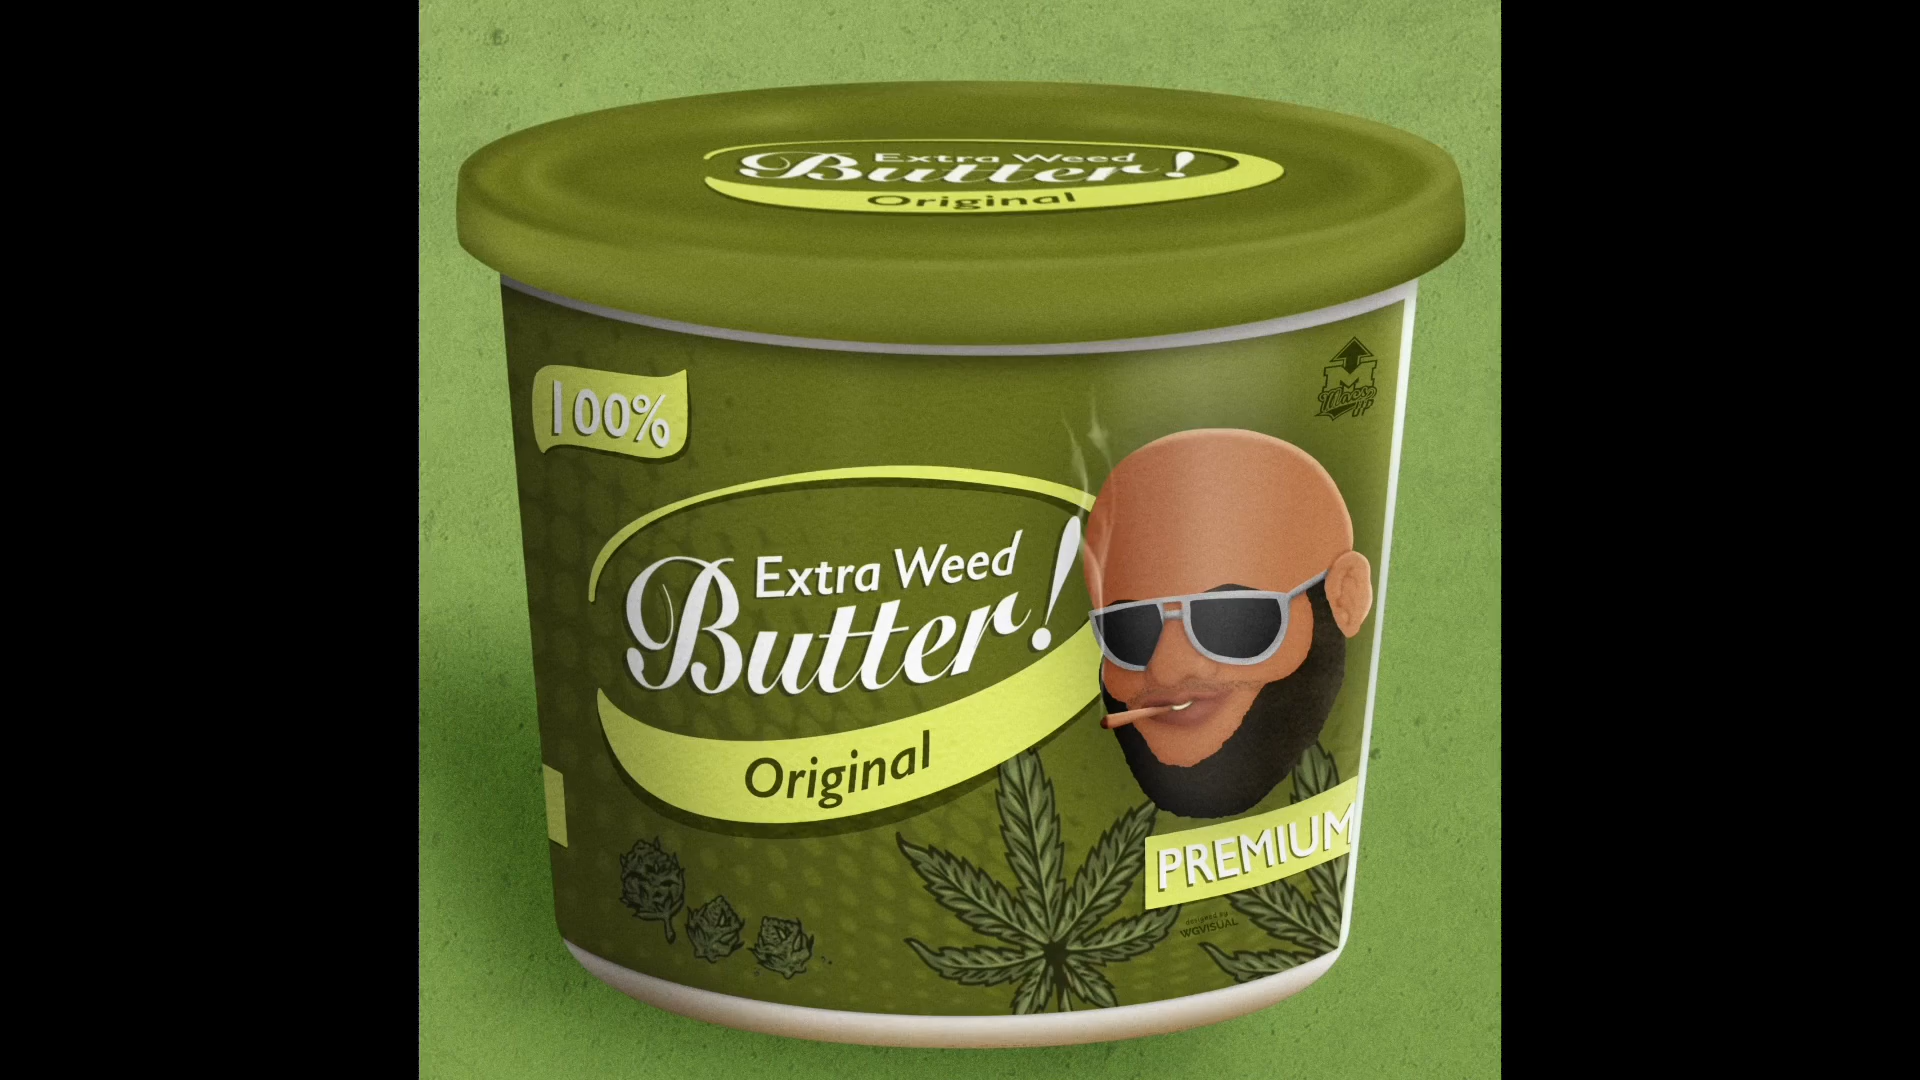 Extra Weed
Butter!
Original
100%
M
Extra Weed
Butter!
Original
PREMIUM
designed by
WGVISUAL